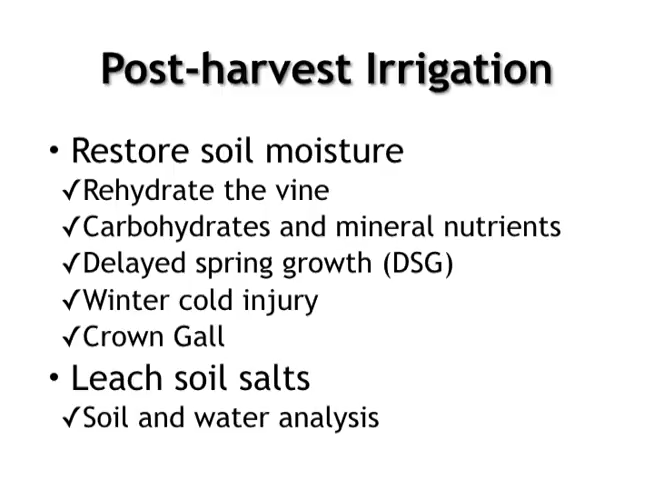 Post-harvest Irrigation
• Restore soil moisture
✓Rehydrate the vine
✓Carbohydrates and mineral nutrients
✓Delayed spring growth (DSG)
✓Winter cold injury
✓Crown Gall
• Leach soil salts
✓Soil and water analysis